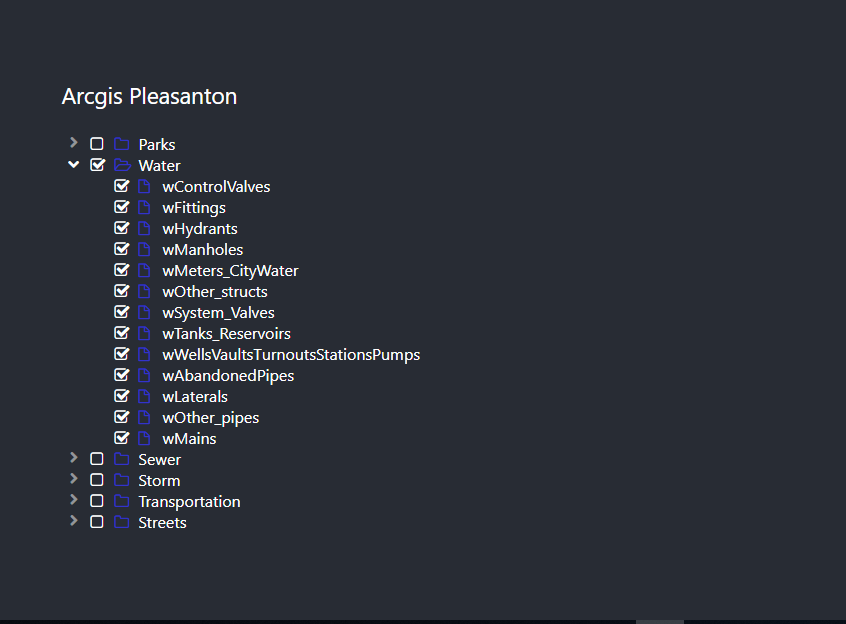 Arcgis Pleasanton
Parks
Water
wControlValves
wFittings
wHydrants
wManholes
wMeters_CityWater
wOther_structs
wSystem_Valves
wTanks_Reservoirs
wWellsVaultsTurnoutsStationsPumps
wAbandonedPipes
wLaterals
wOther_pipes
wMains
Sewer
Storm
Transportation
Streets